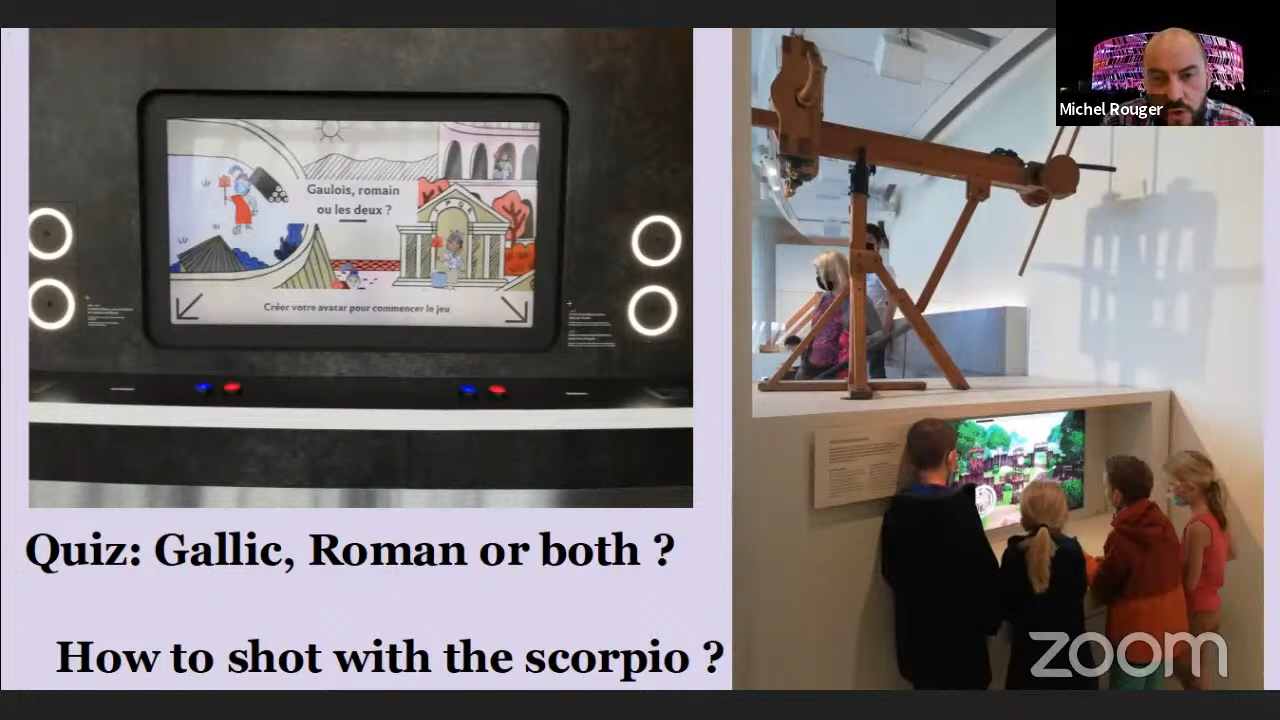 Gaulois, romain
ou les deux ?
Créer votre avatar pour commencer le jeu
Michel Rouger
Quiz: Gallic, Roman or both ?
How to shot with the scorpio ?
zoom